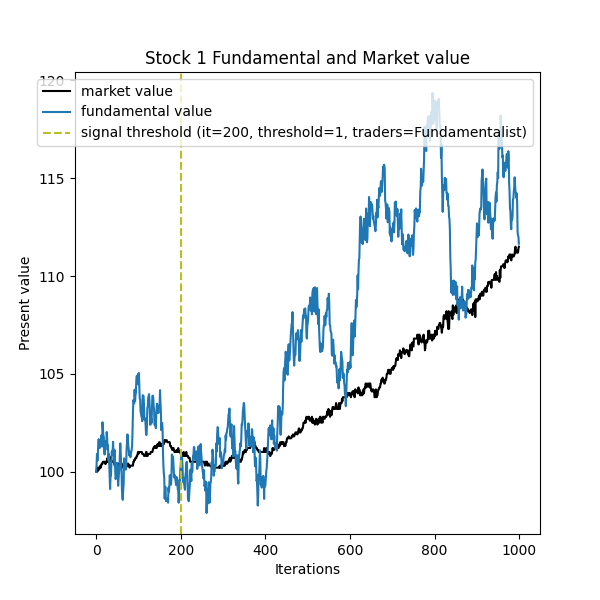 Stock 1 Fundamental and Market value
120
market value
fundamental value
signal threshold (it=200, threshold=1, traders=Fundamentalist)
115
110
105
100
Present value
0 200 400 600 800 1000
Iterations